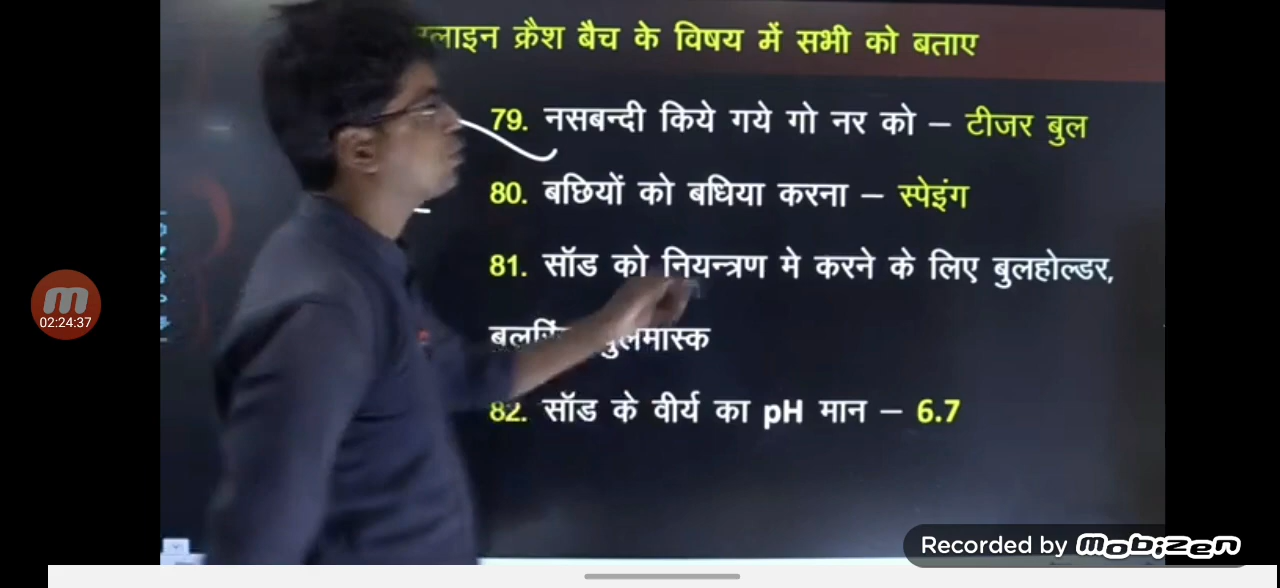 क्रैश बैच के विषय में सभी को बताए
79. नसबन्दी किये गये गो नर को – टीजर बुल
80. बछियों को बधिया करना – स्पेइंग
81. सॉड को नियन्त्रण मे करने के लिए बुलहोल्डर,
बुलमास्क
82. सॉड के वीर्य का pH मान – 6.7
02:24:37
Recorded by mobizen